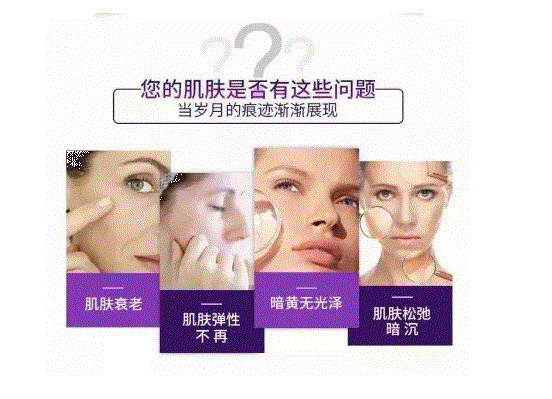 ???
您的肌肤是否有这些问题
当岁月的痕迹渐渐展现
肌肤衰老
肌肤弹性
不 再
暗黄无光泽
肌肤松弛
暗 沉